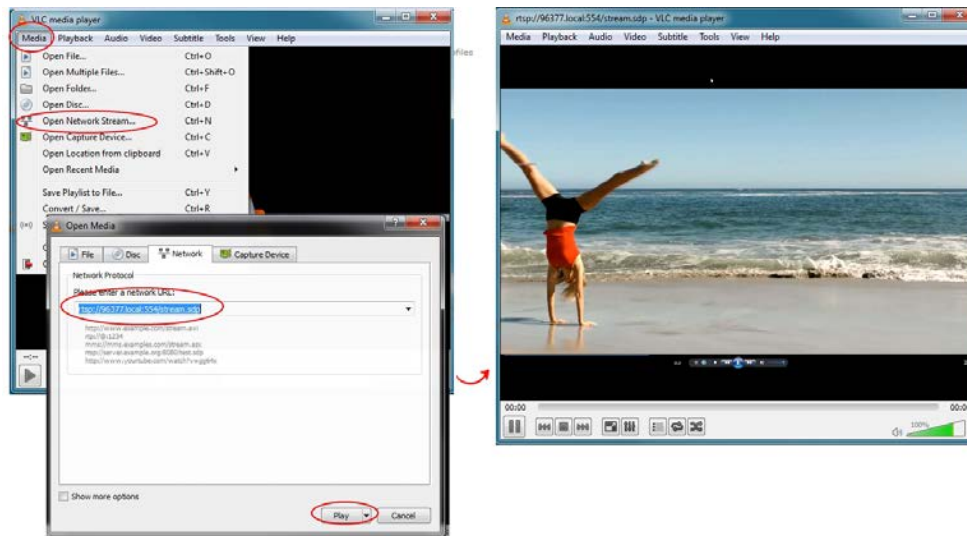 VLC media player
Media Playback Audio Video Subtitle Tools View Help
Open File... Ctrl+O
Open Multiple Files... Ctrl+Shift+O
Open Folder... Ctrl+F
Open Disc... Ctrl+D
Open Network Stream... Ctrl+N
Open Capture Device... Ctrl+C
Open Location from clipboard Ctrl+V
Open Recent Media
Save Playlist to File... Ctrl+Y
Convert / Save... Ctrl+R
Open Media
File Disc Network Capture Device
Network Protocol
Please enter a network URL:
rtsp://96377.local:554/stream.sdp
http://www.example.com/stream.avi
rtp://@:1234
mms://mms.examples.com/stream.asx
rtsp://server.example.org:8080/test.sdp
http://www.yourtube.com/watch?v=gg64x
Show more options
Play Cancel
--:--
rtsp://96377.local:554/stream.sdp - VLC media player
Media Playback Audio Video Subtitle Tools View Help
00:00
100%